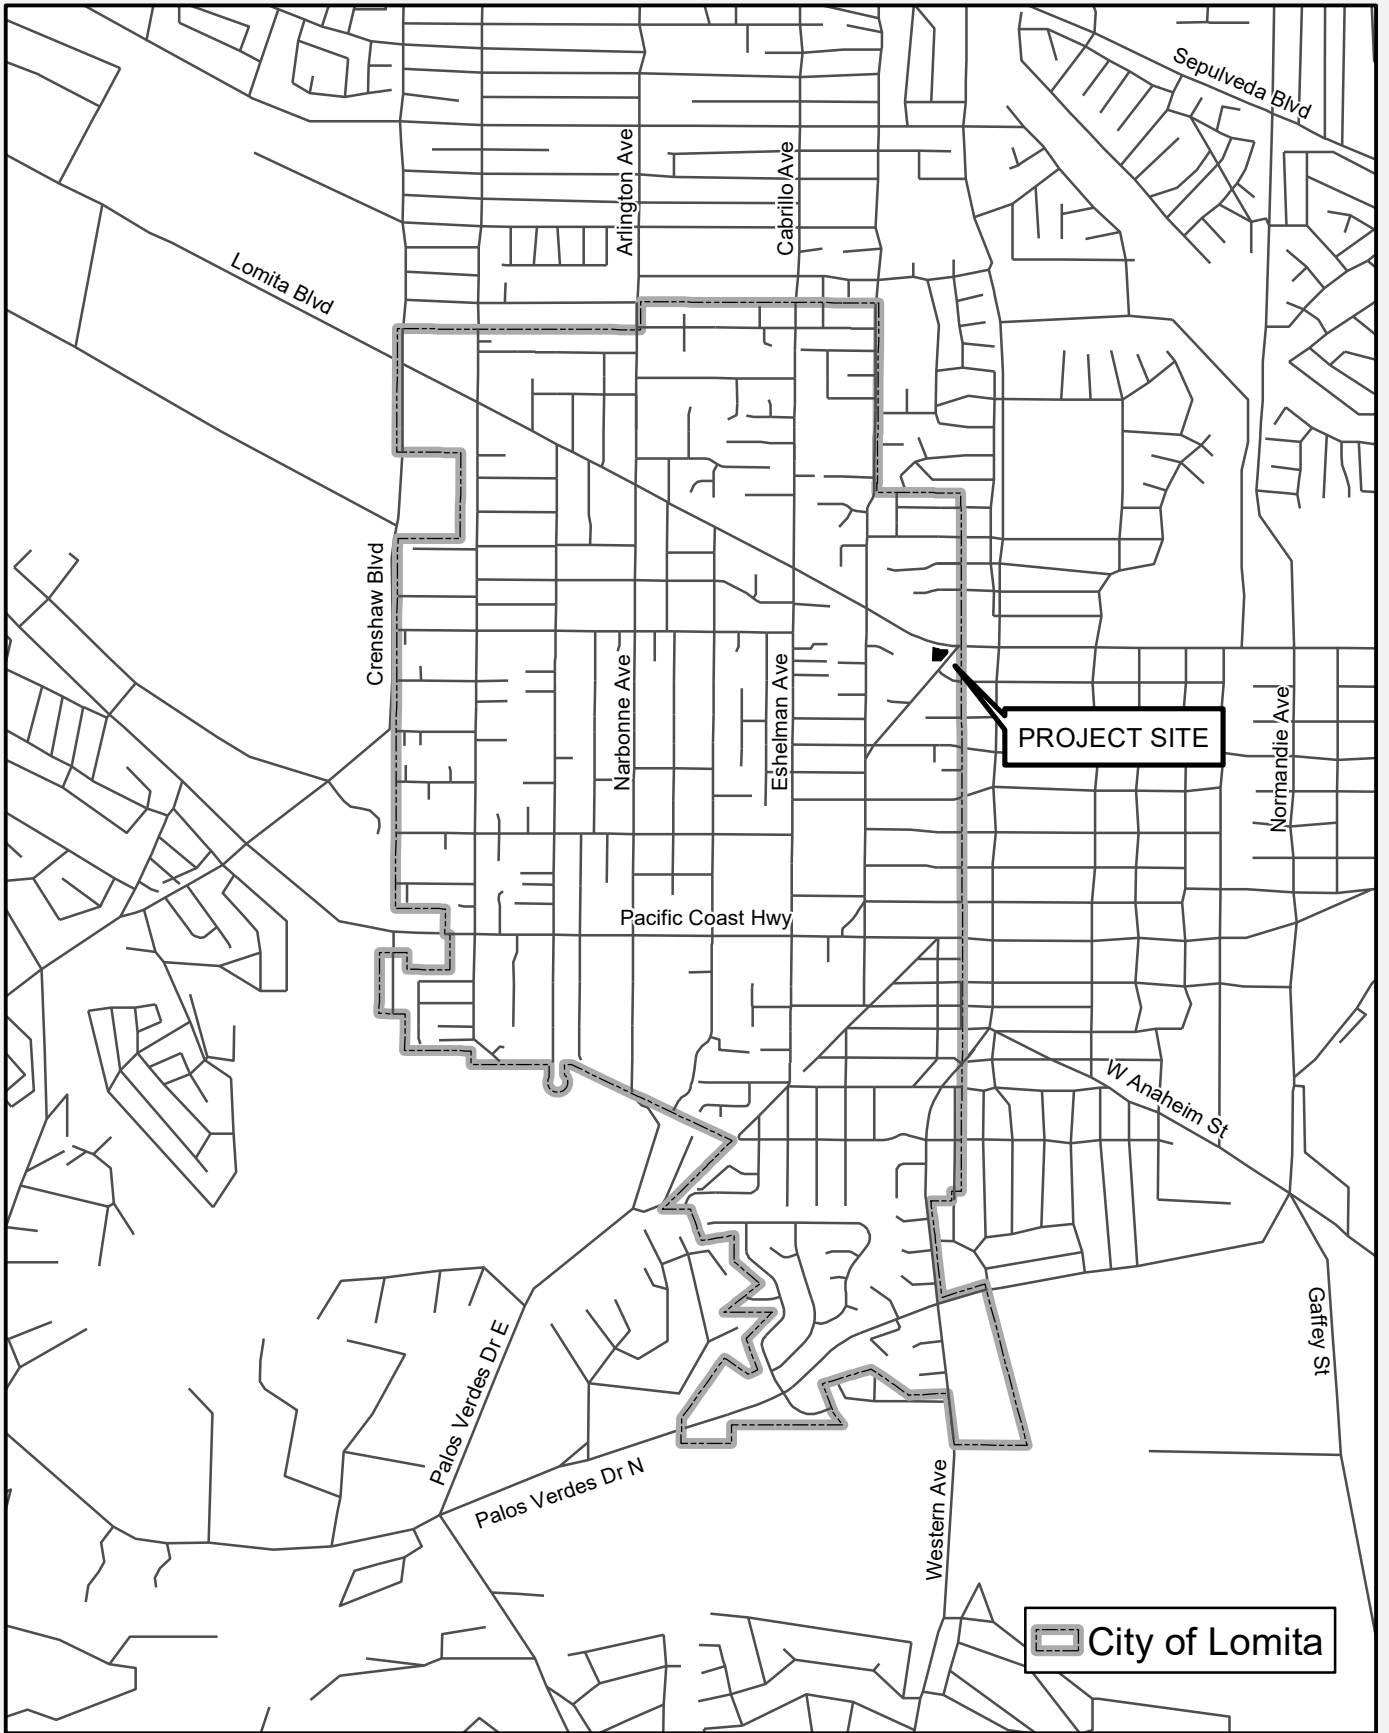 Sepulveda Blvd
Arlington Ave
Cabrillo Ave
Lomita Blvd
Crenshaw Blvd
Narbonne Ave
Eshelman Ave
PROJECT SITE
Normandie Ave
Pacific Coast Hwy
W Anaheim St
Gaffey St
Palos Verdes Dr E
Palos Verdes Dr N
Western Ave
City of Lomita